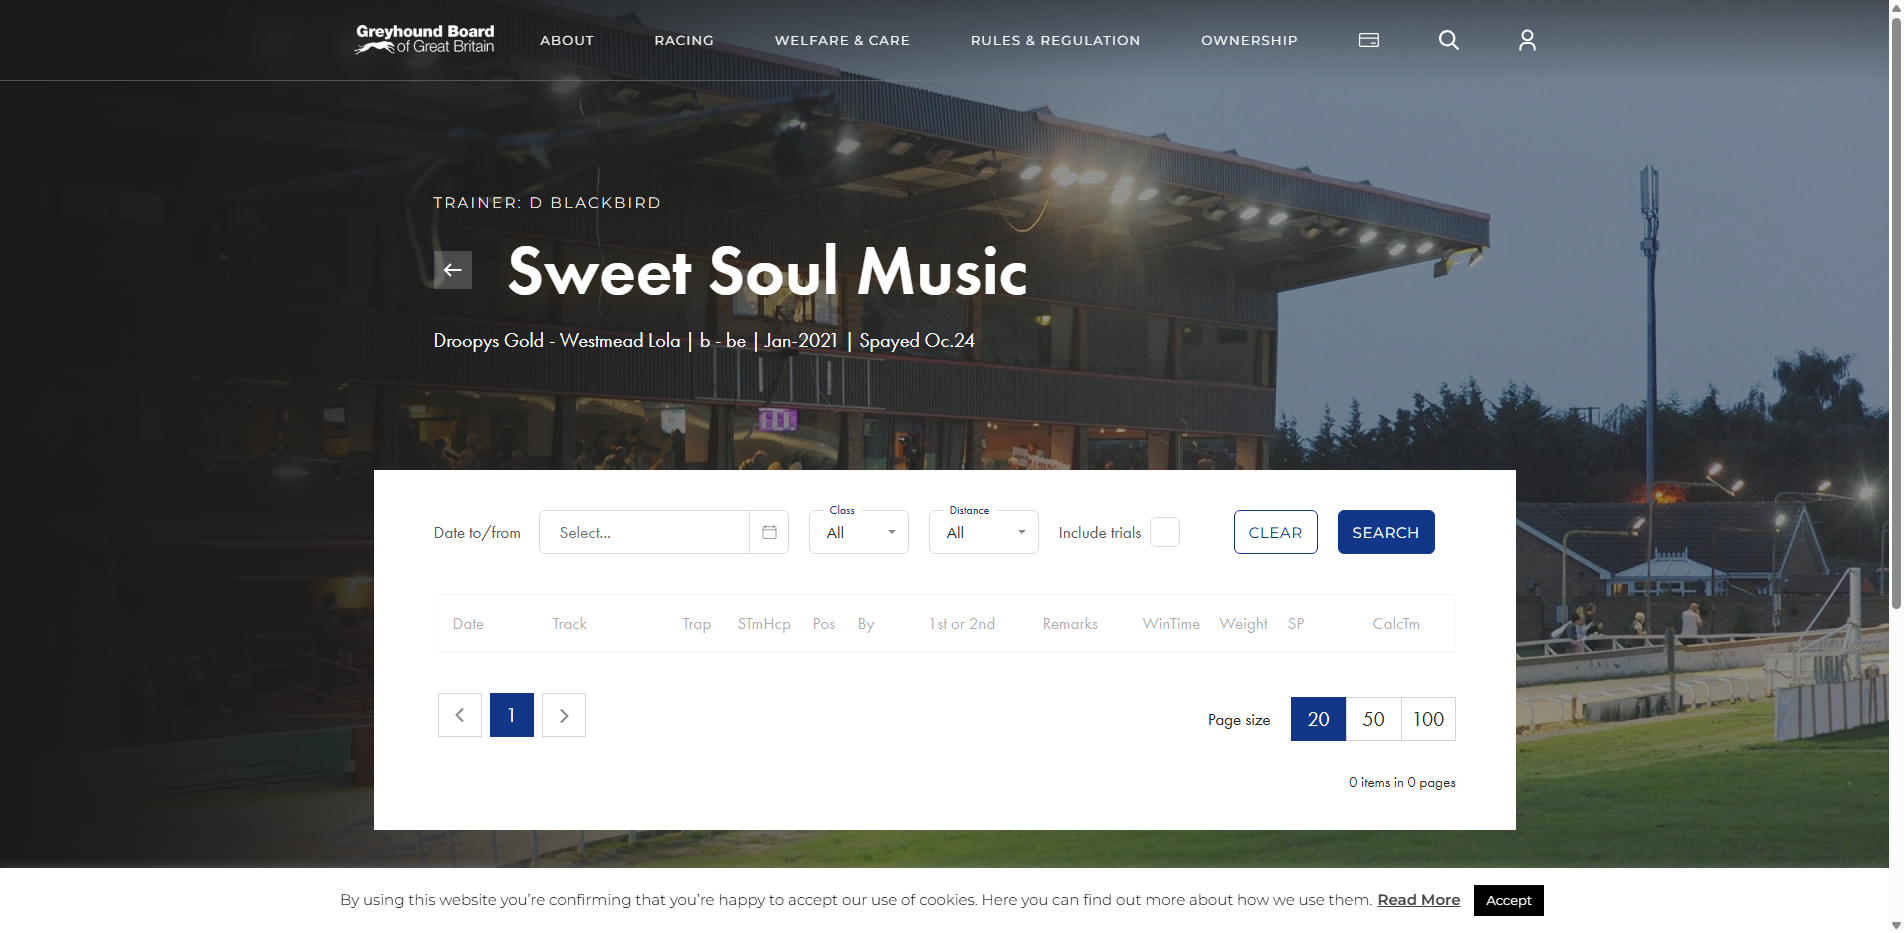 Greyhound Board
of Great Britain
ABOUT RACING WELFARE & CARE RULES & REGULATION OWNERSHIP
TRAINER: D BLACKBIRD
Sweet Soul Music
Droopys Gold - Westmead Lola | b - be | Jan-2021 | Spayed Oc.24
Class Distance
Date to/from Select... All All Include trials CLEAR SEARCH
Date Track Trap STmHcp Pos By 1st or 2nd Remarks WinTime Weight SP CalcTm
1 Page size 20 50 100
0 items in 0 pages
By using this website you're confirming that you're happy to accept our use of cookies. Here you can find out more about how we use them. Read More Accept